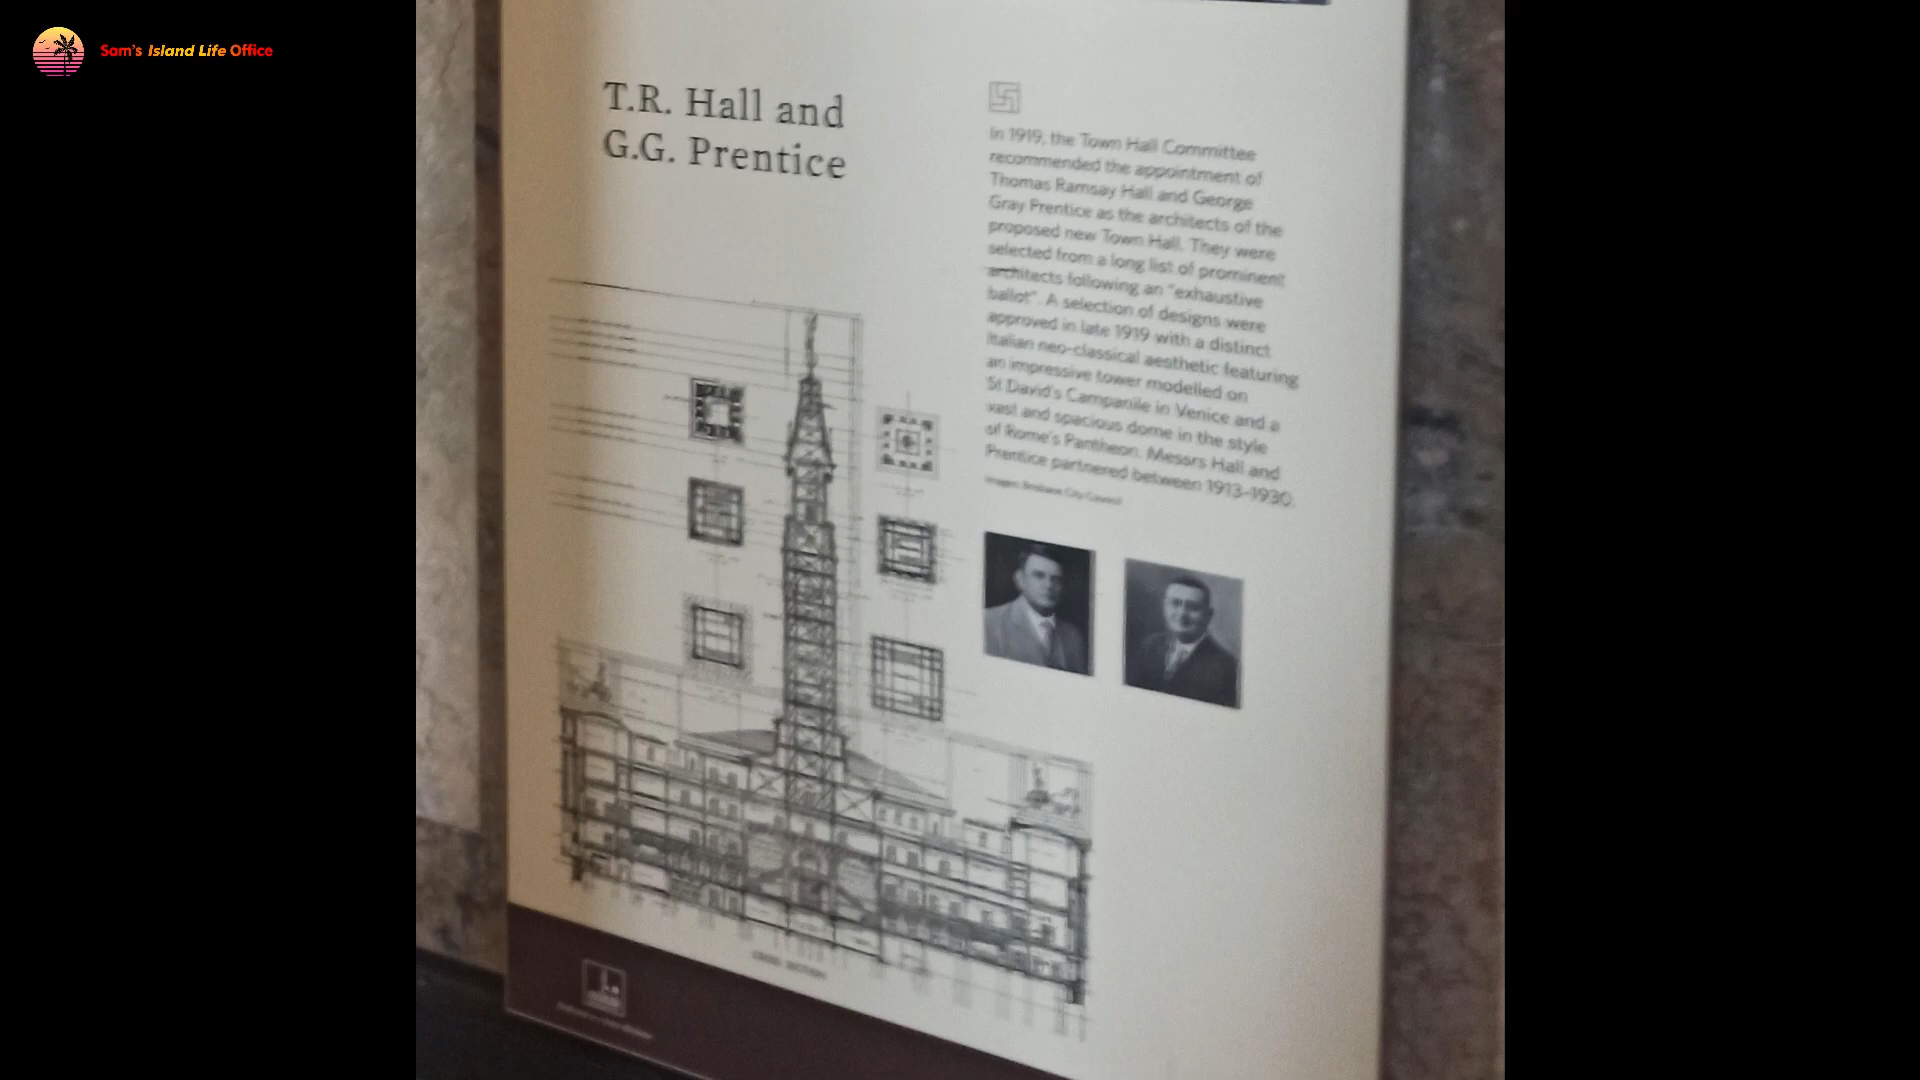 Sam's Island Life Office
T.R. Hall and
G.G. Prentice
In 1919, the Town Hall Committee
recommended the appointment of
Thomas Ramsay Hall and George
Gray Prentice as the architects of the
proposed new Town Hall. They were
selected from a long list of prominent
architects following an "exhaustive
ballot". A selection of designs were
approved in late 1919 with a distinct
Italian neo-classical aesthetic featuring
an impressive tower modelled on
St David's Campanile in Venice and a
vast and spacious dome in the style
of Rome's Pantheon. Messrs Hall and
Prentice partnered between 1913-1930.
Images: Brisbane City Council